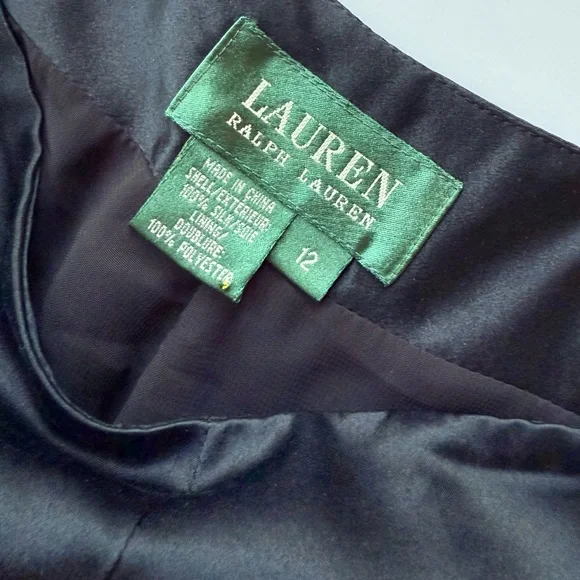 LAUREN
RALPH LAUREN
MADE IN CHINA
SHELL/EXTERIEUR
100% SILK/SOIE
LINING/
DOUBLURE
100% POLYESTER
12